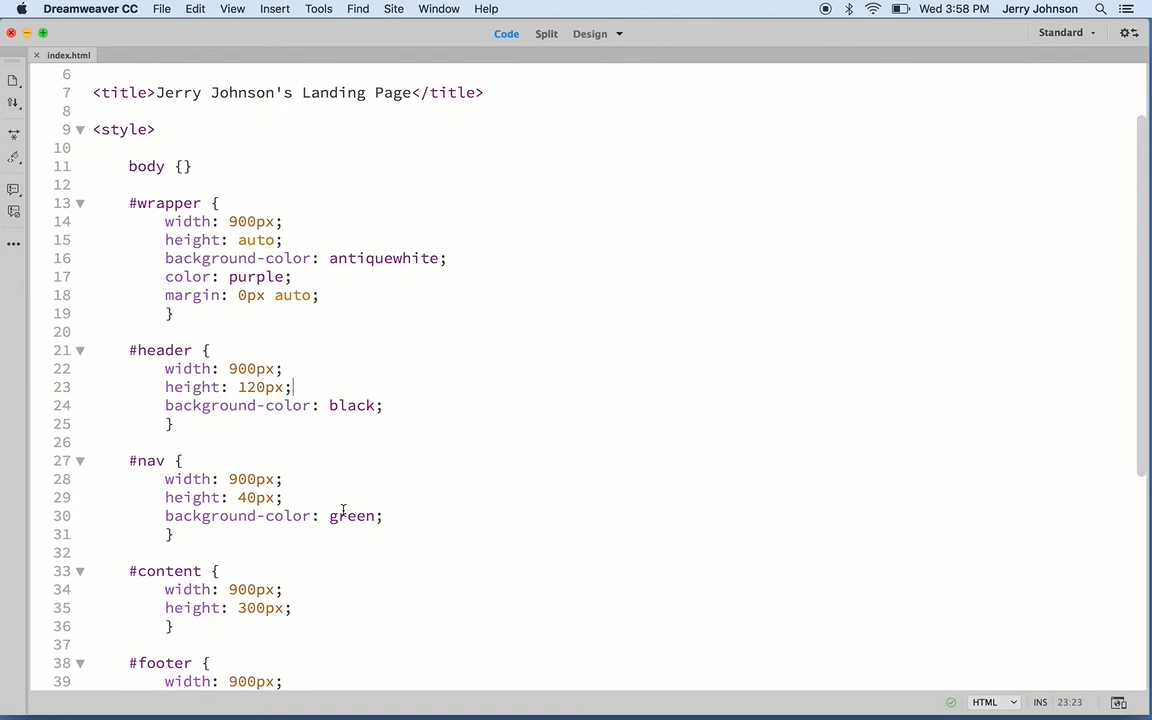 Dreamweaver CC File Edit View Insert Tools Find Site Window Help Wed 3:58 PM Jerry Johnson
Code Split Design Standard
× index.html
6
7 <title>Jerry Johnson's Landing Page</title>
8
9 <style>
10
11 body {}
12
13 #wrapper {
14 width: 900px;
15 height: auto;
16 background-color: antiquewhite;
17 color: purple;
18 margin: 0px auto;
19 }
20
21 #header {
22 width: 900px;
23 height: 120px;
24 background-color: black;
25 }
26
27 #nav {
28 width: 900px;
29 height: 40px;
30 background-color: green;
31 }
32
33 #content {
34 width: 900px;
35 height: 300px;
36 }
37
38 #footer {
39 width: 900px;
HTML INS 23:23